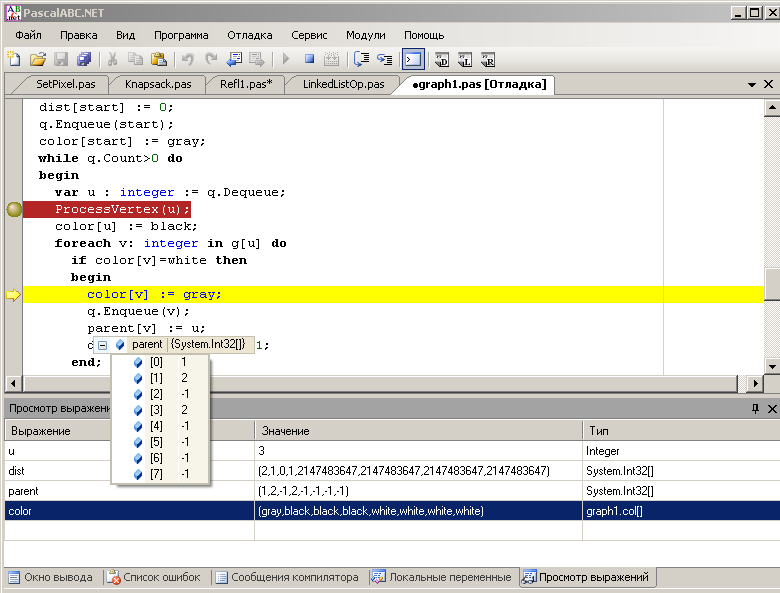 PascalABC.NET
Файл Правка Вид Программа Отладка Сервис Модули Помощь
SetPixel.pas Knapsack.pas Refl1.pas* LinkedListOp.pas •graph1.pas [Отладка]
dist[start] := 0;
q.Enqueue(start);
color[start] := gray;
while q.Count>0 do
begin
var u : integer := q.Dequeue;
ProcessVertex(u);
color[u] := black;
foreach v: integer in g[u] do
if color[v]=white then
begin
color[v] := gray;
q.Enqueue(v);
parent[v] := u;
parent {System.Int32[]} 1;
end;
[0] 1
[1] 2
[2] -1
[3] 2
[4] -1
[5] -1
[6] -1
[7] -1
Просмотр выражени
Выражение Значение Тип
u 3 Integer
dist (2,1,0,1,2147483647,2147483647,2147483647,2147483647) System.Int32[]
parent (1,2,-1,2,-1,-1,-1,-1) System.Int32[]
color (gray,black,black,black,white,white,white,white) graph1.col[]
Окно вывода Список ошибок Сообщения компилятора Локальные переменные Просмотр выражений